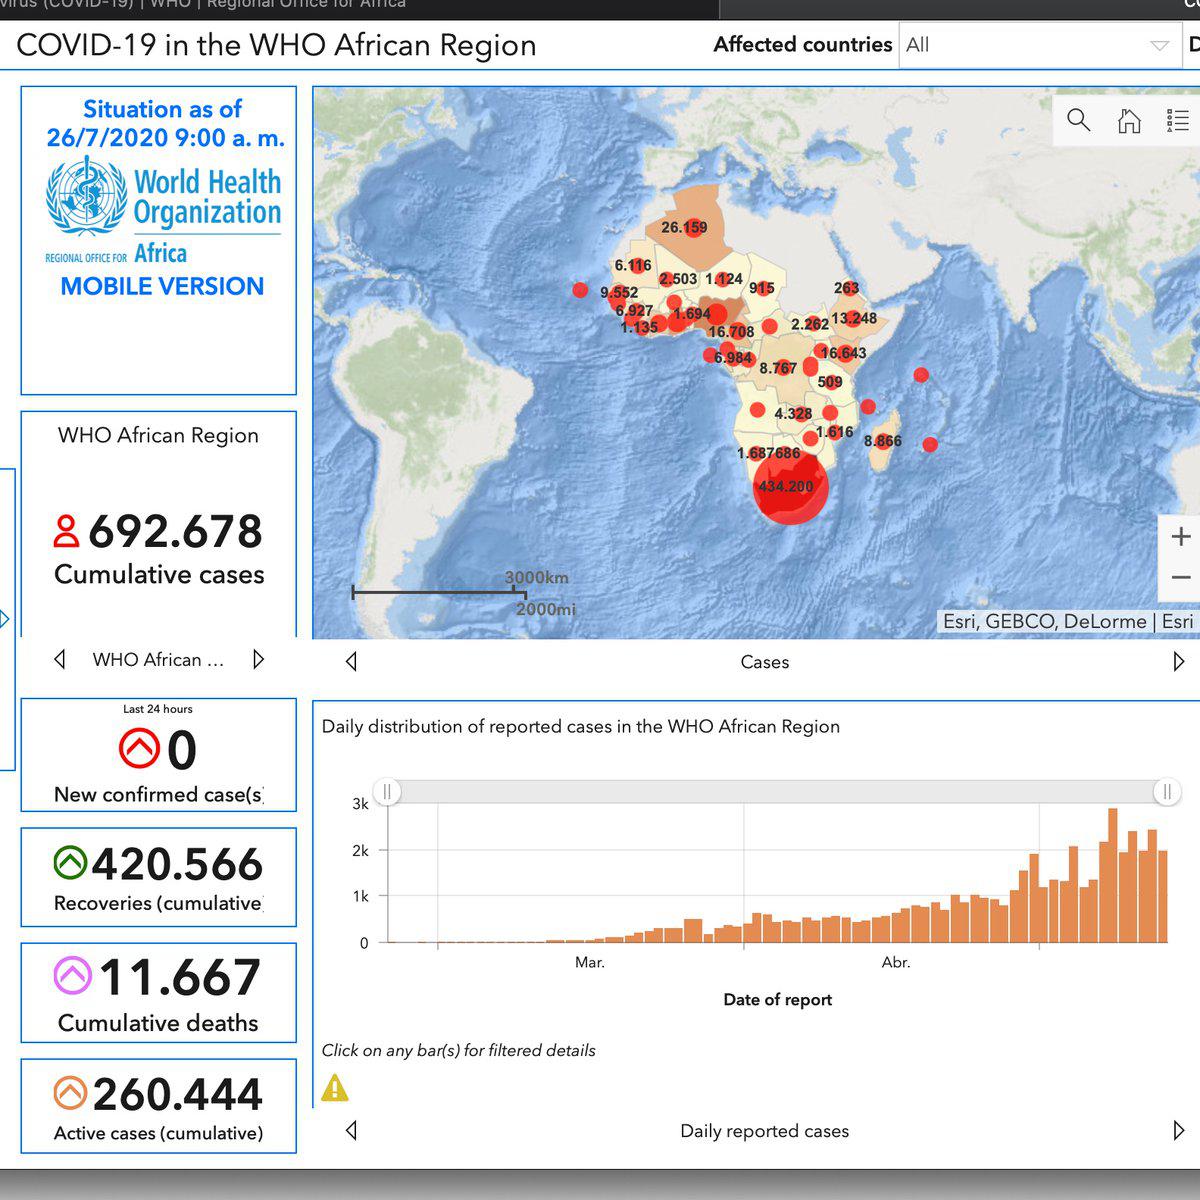 virus (COVID-19) | WHO | Regional Office for Africa
COVID-19 in the WHO African Region
Affected countries
All
Situation as of
26/7/2020 9:00 a. m.
World Health
Organization
REGIONAL OFFICE FOR Africa
MOBILE VERSION
WHO African Region
692.678
Cumulative cases
WHO African ...
Last 24 hours
0
New confirmed case(s
420.566
Recoveries (cumulative
11.667
Cumulative deaths
260.444
Active cases (cumulative)
26.159
6.116
2.503
1.124
915
263
9.552
6.927
1.694
2.262
13.248
1.135
16.708
6.984
16.643
8.767
509
4.328
1.616
8.866
1.687
686
434.200
3000km
2000mi
Esri, GEBCO, DeLorme | Esri
Cases
Daily distribution of reported cases in the WHO African Region
3k
2k
1k
0
Mar.
Abr.
Date of report
Click on any bar(s) for filtered details
Daily reported cases